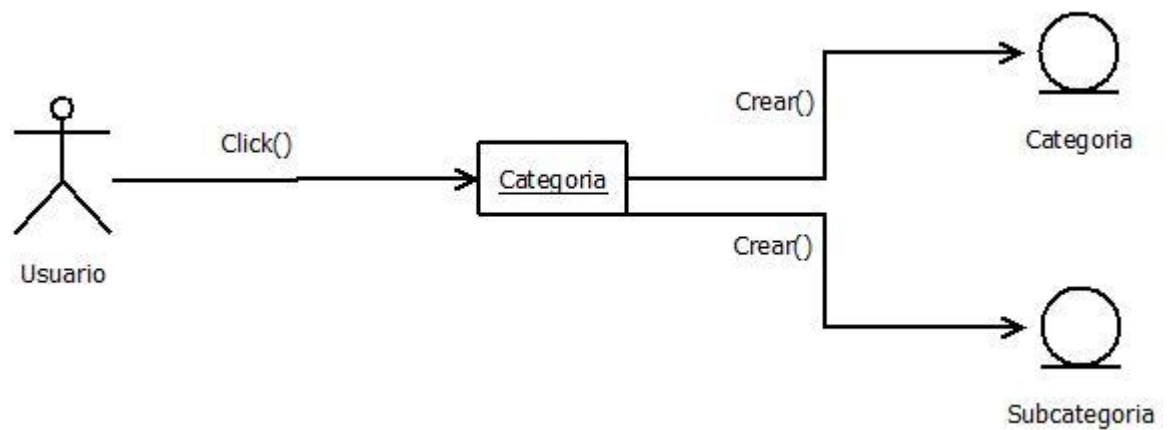 Crear()
Categoria
Click()
Categoria
Crear()
Usuario
Subcategoria